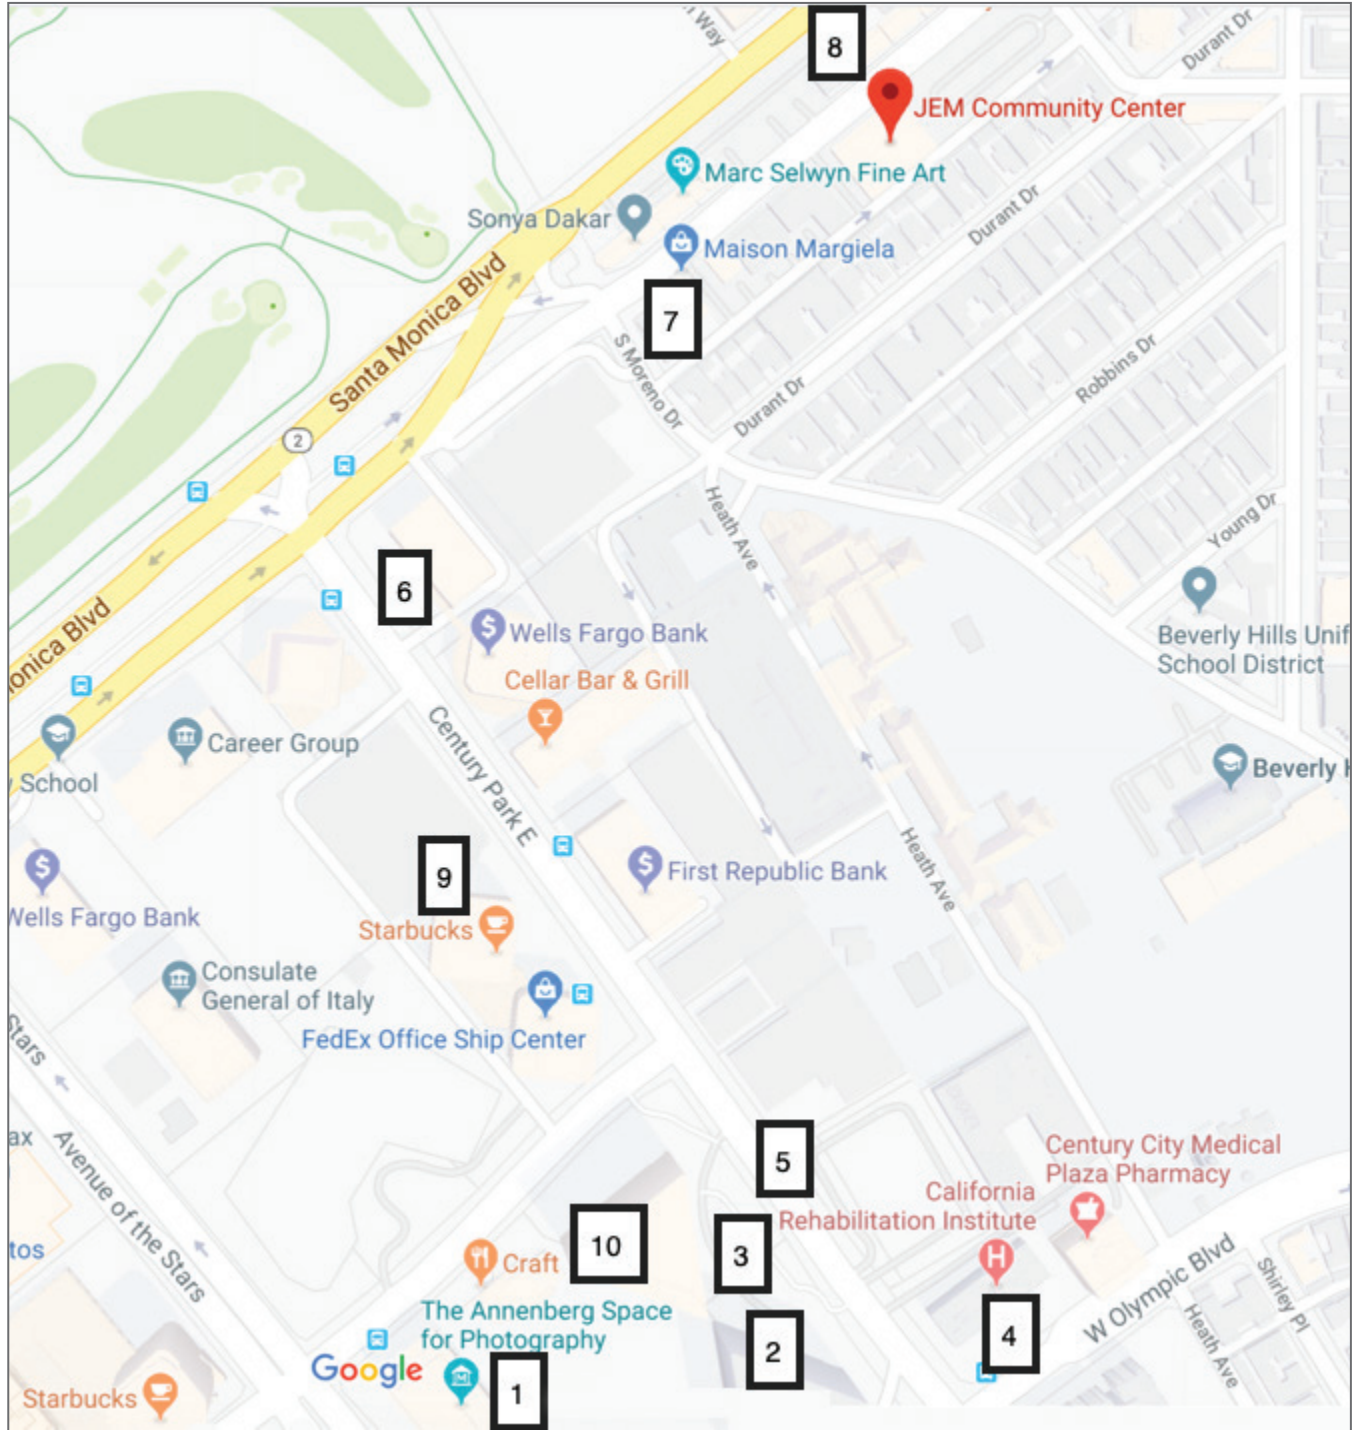 Way
8
Durant Dr
JEM Community Center
Marc Selwyn Fine Art
Sonya Dakar
Durant Dr
Maison Margiela
Santa Monica Blvd
7
S Moreno Dr
Robbins Dr
Durant Dr
2
Heath Ave
Young Dr
6
Wells Fargo Bank
Beverly Hills Unif
School District
onica Blvd
Cellar Bar & Grill
Career Group
Century Park E
School
Beverly
9
First Republic Bank
Heath Ave
Wells Fargo Bank
Starbucks
Consulate
General of Italy
Stars
FedEx Office Ship Center
ax
Avenue of the Stars
5
Century City Medical
Plaza Pharmacy
California
Rehabilitation Institute
tos
10
3
Craft
W Olympic Blvd
Shirley Pl
The Annenberg Space
for Photography
2
4
Heath Ave
Google
1
Starbucks